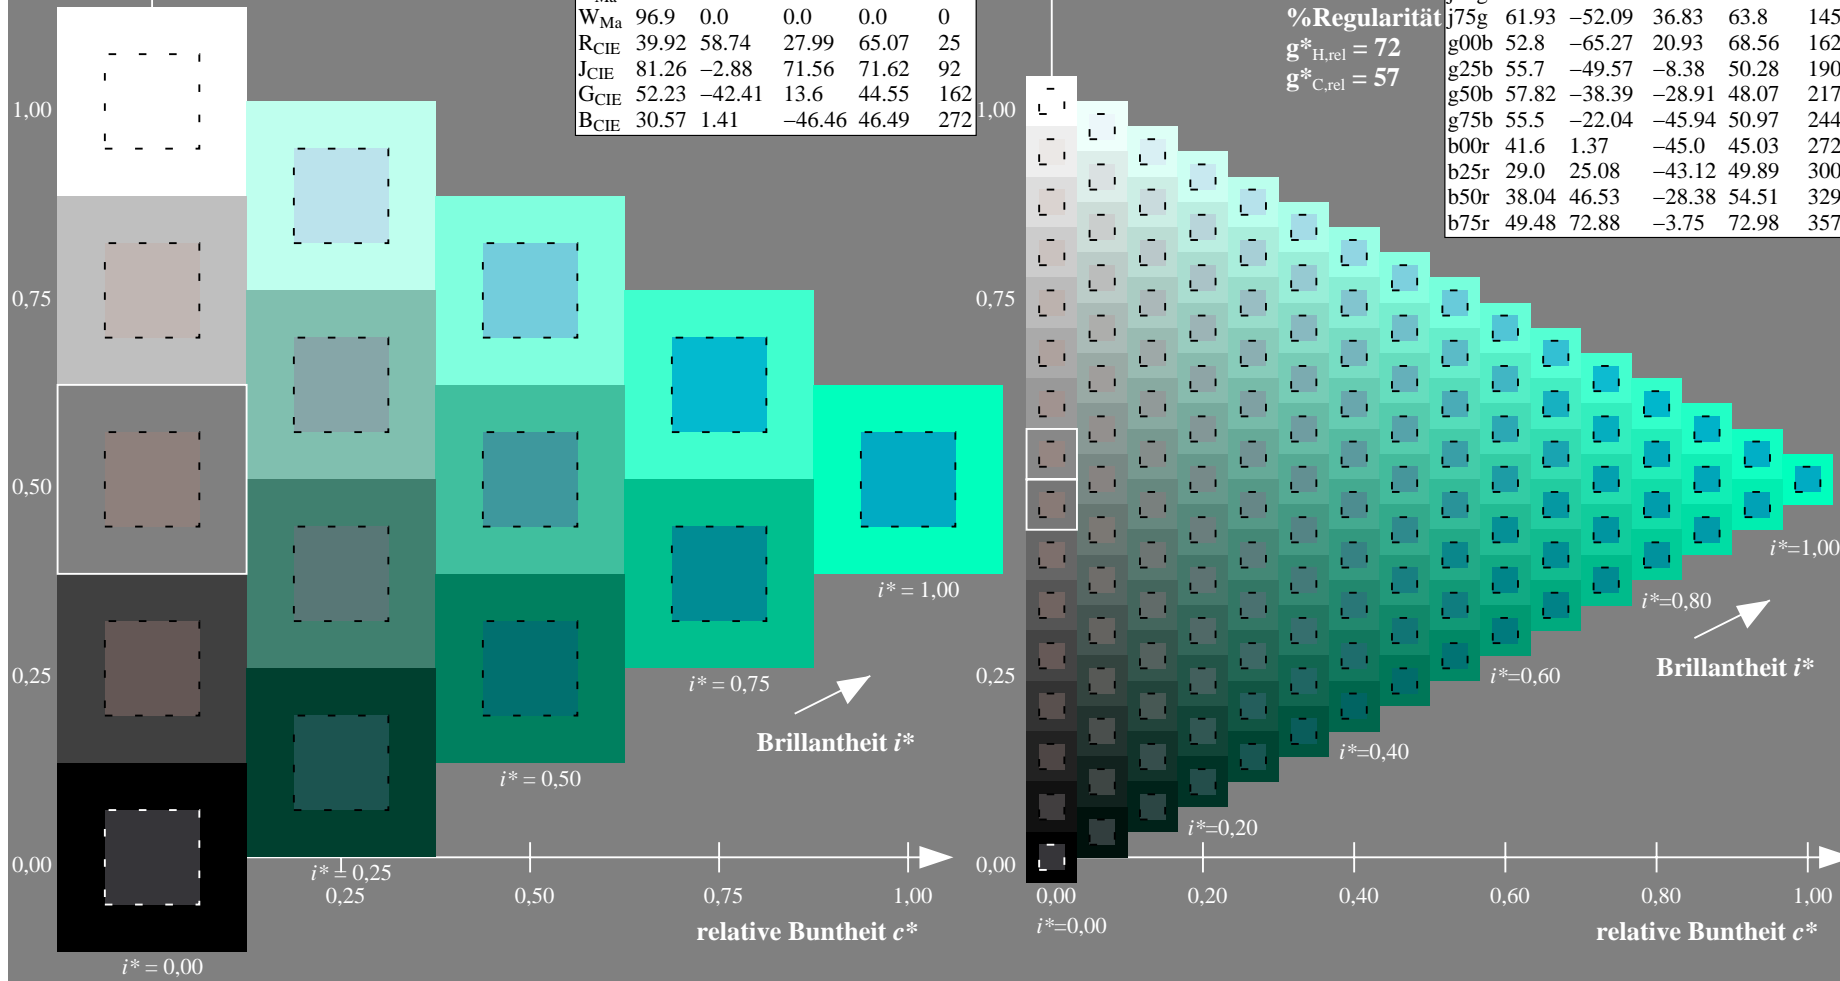 W_Ma 96.9 0.0 0.0 0.0 0
R_CIE 39.92 58.74 27.99 65.07 25
J_CIE 81.26 −2.88 71.56 71.62 92
G_CIE 52.23 −42.41 13.6 44.55 162
B_CIE 30.57 1.41 −46.46 46.49 272
1,00
0,75
0,50
0,25
0,00
i* = 1,00
i* = 0,75
i* = 0,50
i* = 0,25
i* = 0,00
Brillantheit i*
0,25 0,50 0,75 1,00
relative Buntheit c*
%Regularität
g*_H,rel = 72
g*_C,rel = 57
j75g 61.93 −52.09 36.83 63.8 145
g00b 52.8 −65.27 20.93 68.56 162
g25b 55.7 −49.57 −8.38 50.28 190
g50b 57.82 −38.39 −28.91 48.07 217
g75b 55.5 −22.04 −45.94 50.97 244
b00r 41.6 1.37 −45.0 45.03 272
b25r 29.0 25.08 −43.12 49.89 300
b50r 38.04 46.53 −28.38 54.51 329
b75r 49.48 72.88 −3.75 72.98 357
1,00
0,75
0,25
0,00
i*=1,00
i*=0,80
i*=0,60
i*=0,40
i*=0,20
i*=0,00
Brillantheit i*
0,00 0,20 0,40 0,60 0,80 1,00
relative Buntheit c*